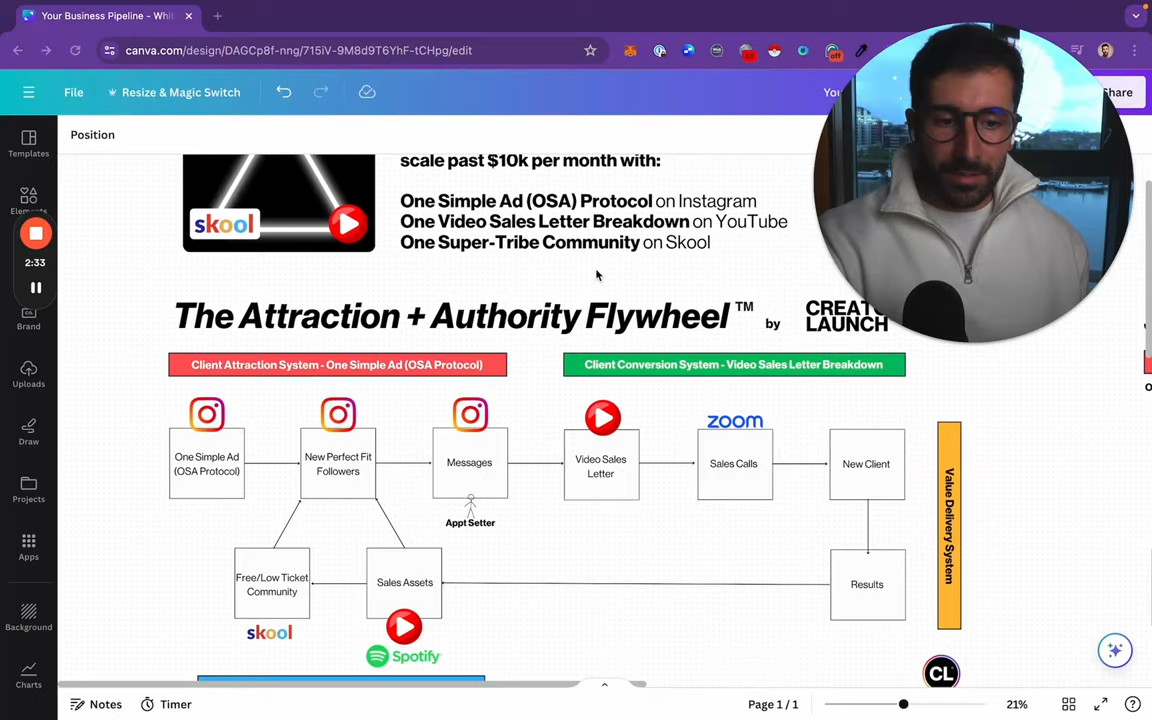 Your Business Pipeline - Whit
canva.com/design/DAGCp8f-nng/715iV-9M8d9T6YhF-tCHpg/edit
off
File
Resize & Magic Switch
You
Share
Templates
Position
Elements
2:33
Brand
Uploads
Draw
Projects
Apps
Background
Charts
skool
scale past $10k per month with:
One Simple Ad (OSA) Protocol on Instagram
One Video Sales Letter Breakdown on YouTube
One Super-Tribe Community on Skool
The Attraction + Authority Flywheel ™ by
LAUNCH
Client Attraction System - One Simple Ad (OSA Protocol)
Client Conversion System - Video Sales Letter Breakdown
zoom
One Simple Ad
(OSA Protocol)
New Perfect Fit
Followers
Messages
Video Sales
Letter
Sales Calls
New Client
Appt Setter
Value Delivery System
Free/Low Ticket
Community
Sales Assets
Results
skool
Spotify
CL
Notes
Timer
Page 1 / 1
21%